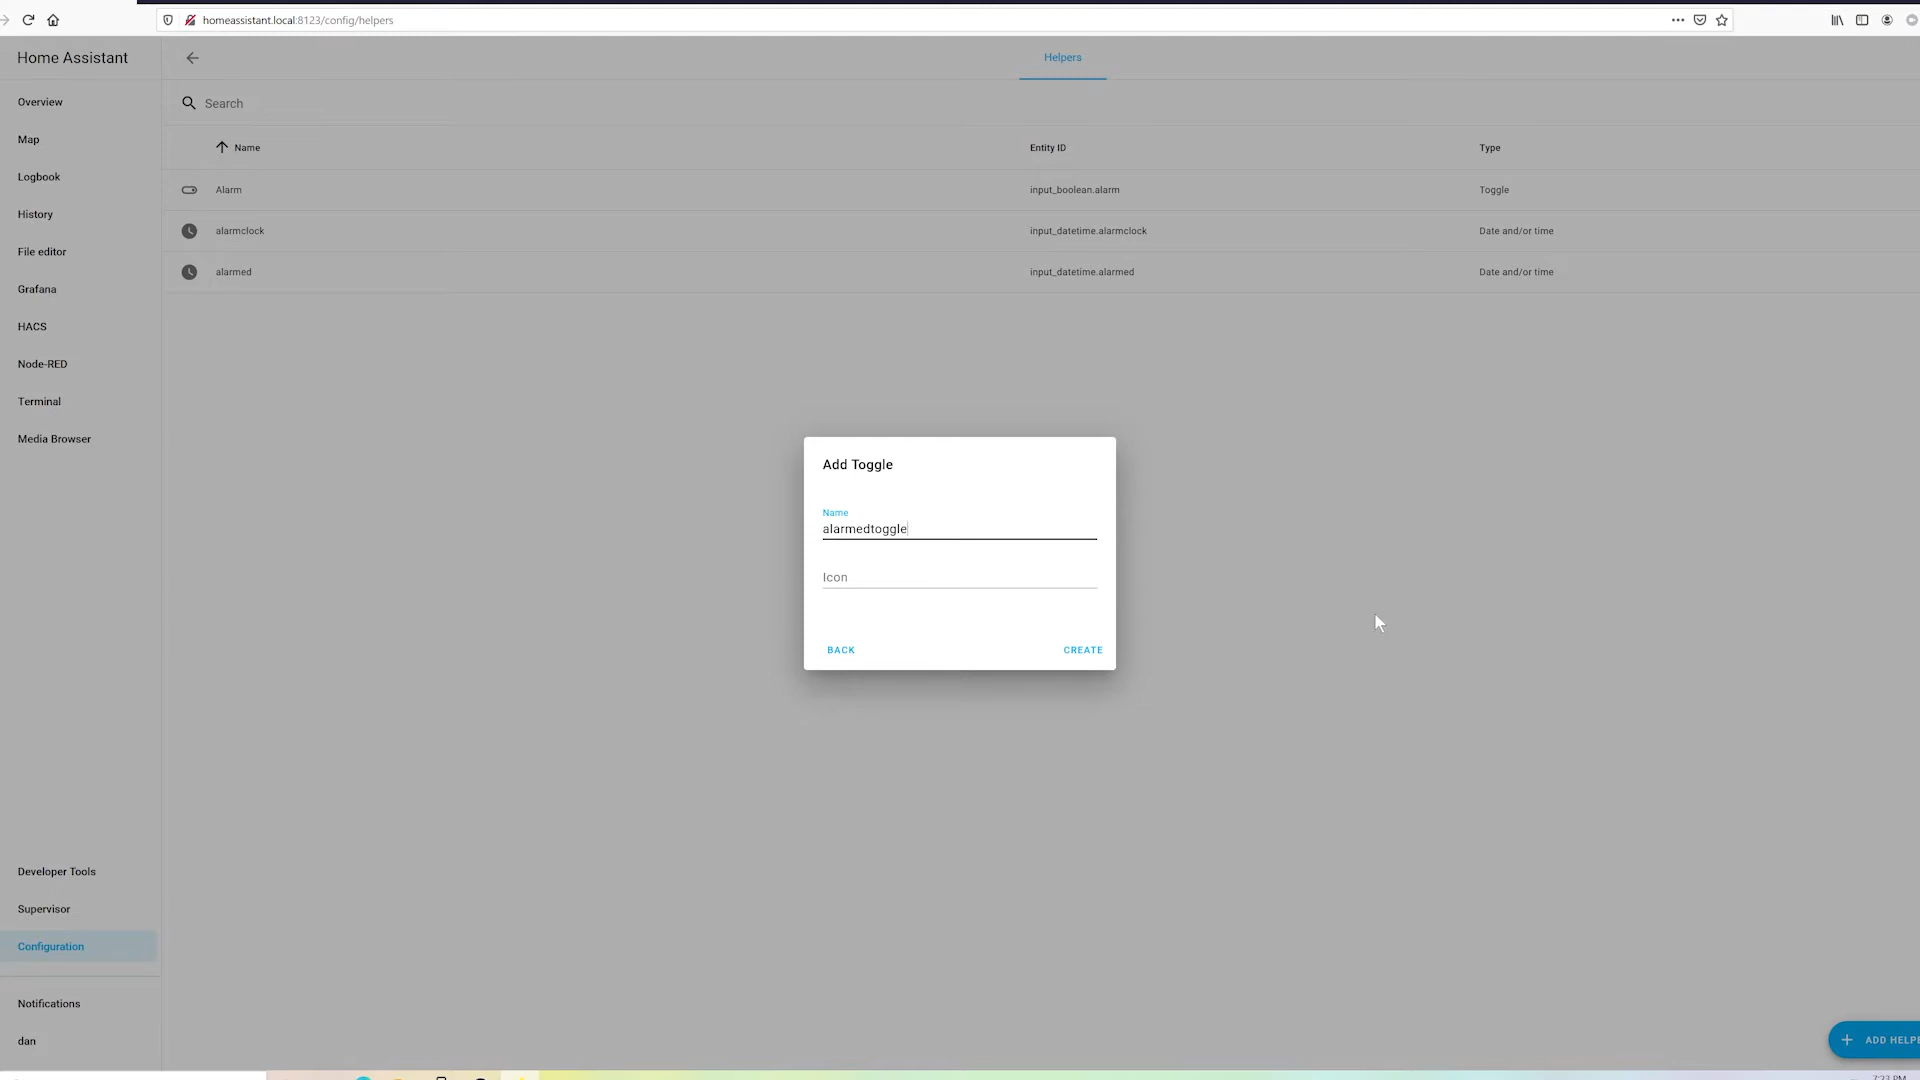 homeassistant.local:8123/config/helpers
Home Assistant
Helpers
Overview
Map
Logbook
History
File editor
Grafana
HACS
Node-RED
Terminal
Media Browser
Developer Tools
Supervisor
Configuration
Notifications
dan
Search
Name Entity ID Type
Alarm input_boolean.alarm Toggle
alarmclock input_datetime.alarmclock Date and/or time
alarmed input_datetime.alarmed Date and/or time
Add Toggle
Name
alarmedtoggle
Icon
BACK CREATE
ADD HELPE
7:23 PM